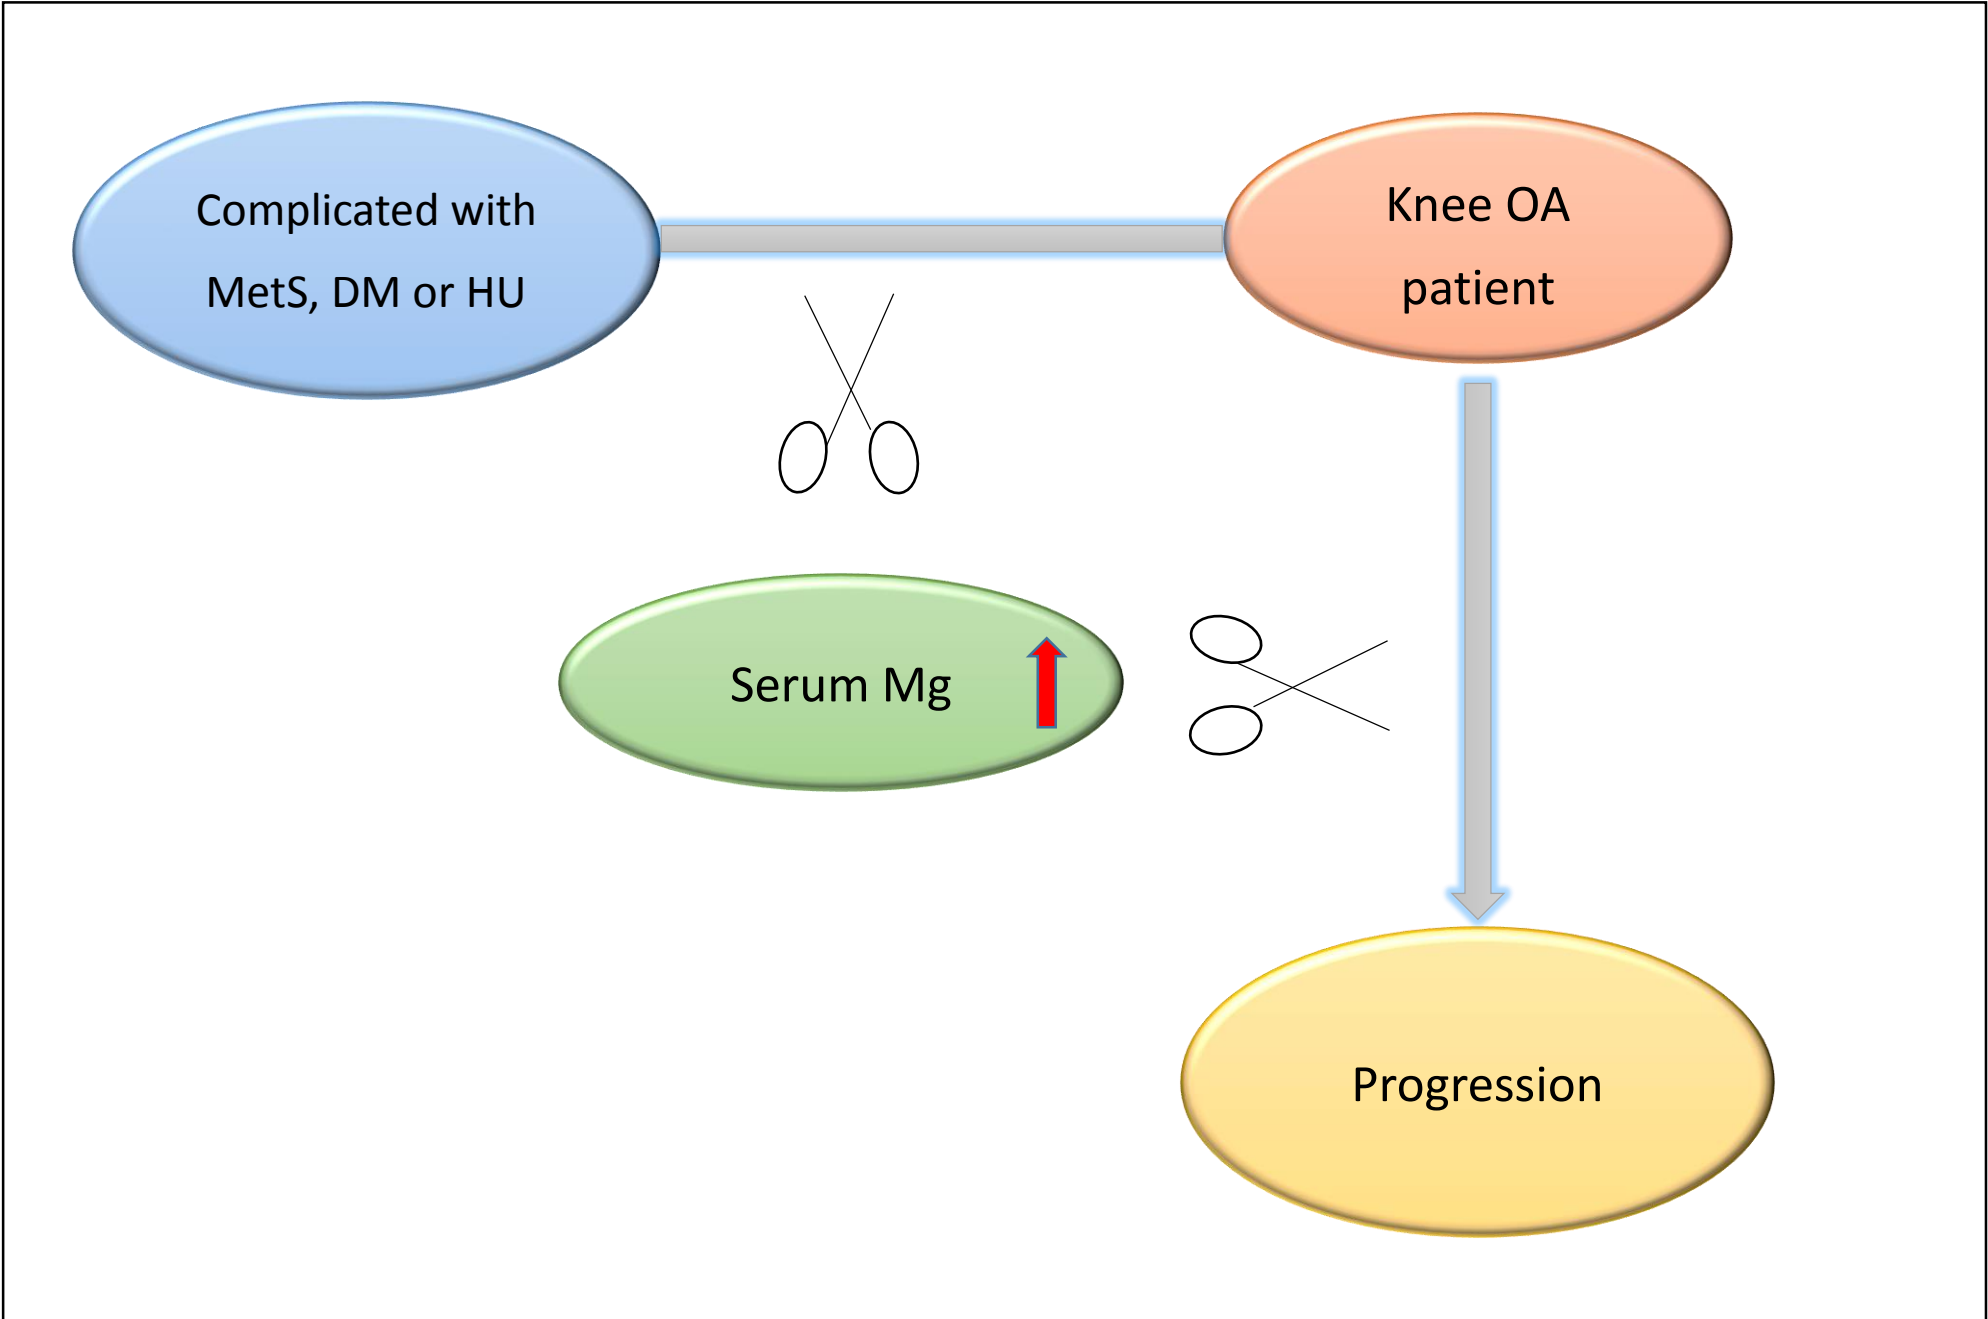 Complicated with
MetS, DM or HU
Knee OA
patient
Serum Mg
Progression